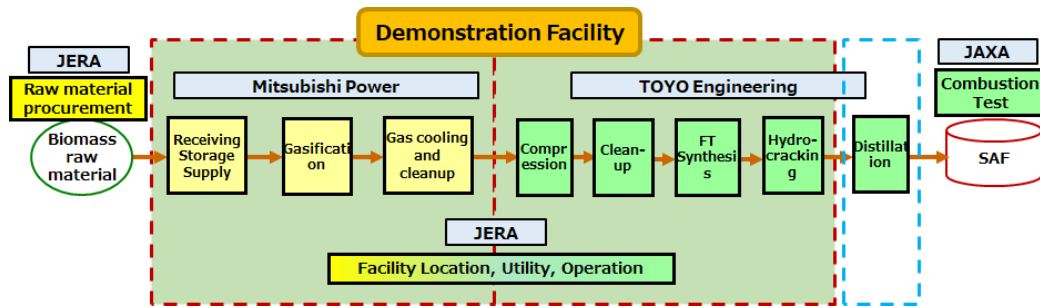 Demonstration Facility
JERA
Raw material
procurement
Biomass
raw
material
Mitsubishi Power
Receiving
Storage
Supply
Gasificati
on
Gas cooling
and
cleanup
TOYO Engineering
Compr
ession
Clean-
up
FT
Synthesi
s
Hydro-
crackin
g
Distillat
ion
JAXA
Combustion
Test
SAF
JERA
Facility Location, Utility, Operation